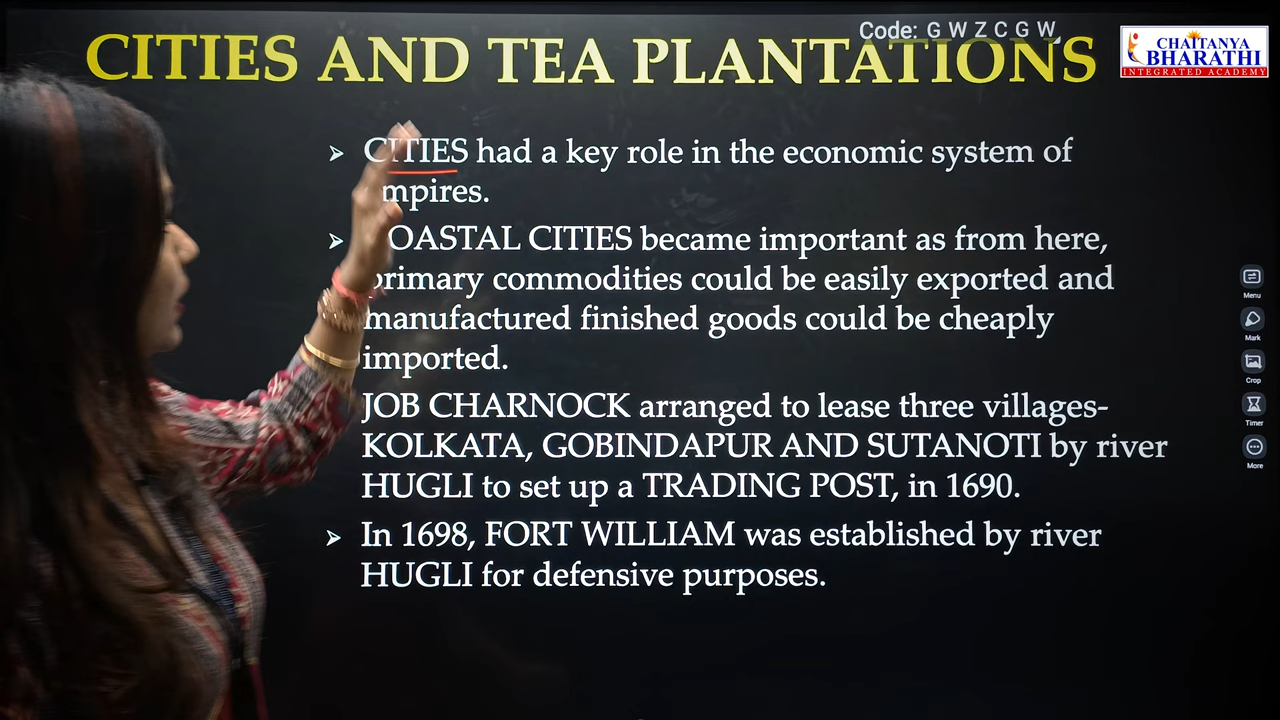 Code: G W Z C G W
CITIES AND TEA PLANTATIONS
CHAITANYA
BHARATHI
INTEGRATED ACADEMY
➢ CITIES had a key role in the economic system of
mpires.
➢ OASTAL CITIES became important as from here,
primary commodities could be easily exported and
manufactured finished goods could be cheaply
imported.
JOB CHARNOCK arranged to lease three villages-
KOLKATA, GOBINDAPUR AND SUTANOTI by river
HUGLI to set up a TRADING POST, in 1690.
➢ In 1698, FORT WILLIAM was established by river
HUGLI for defensive purposes.
Menu
Mark
Crop
Timer
More